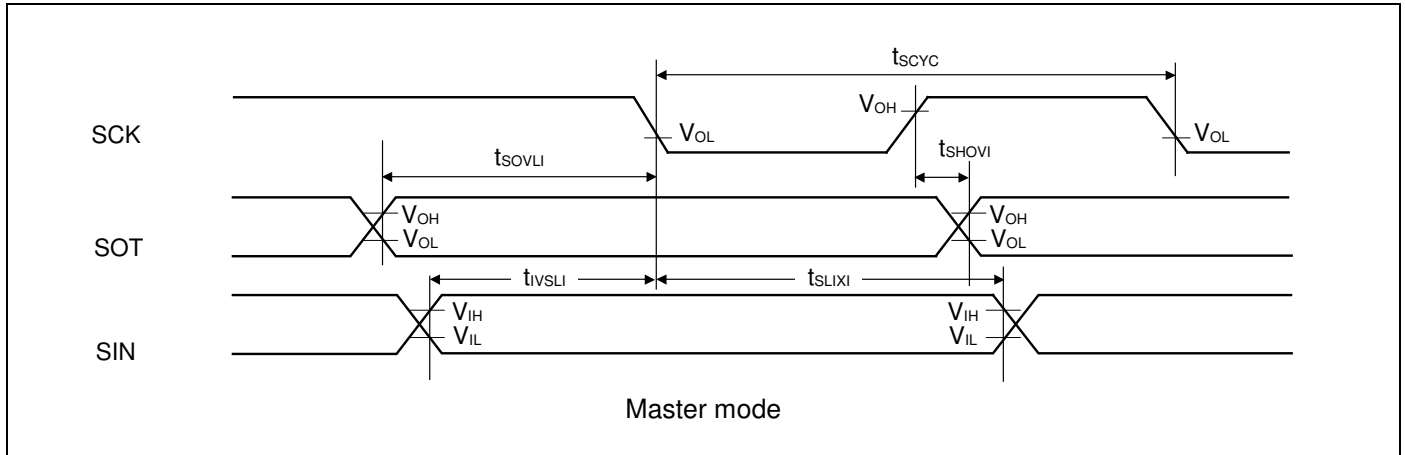 tSCYC
SCK
VOH
VOL
VOL
tSOVLI
tSHOVI
SOT
VOH
VOL
VOH
VOL
tIVSLI
tSLIXI
SIN
VIH
VIL
VIH
VIL
Master mode